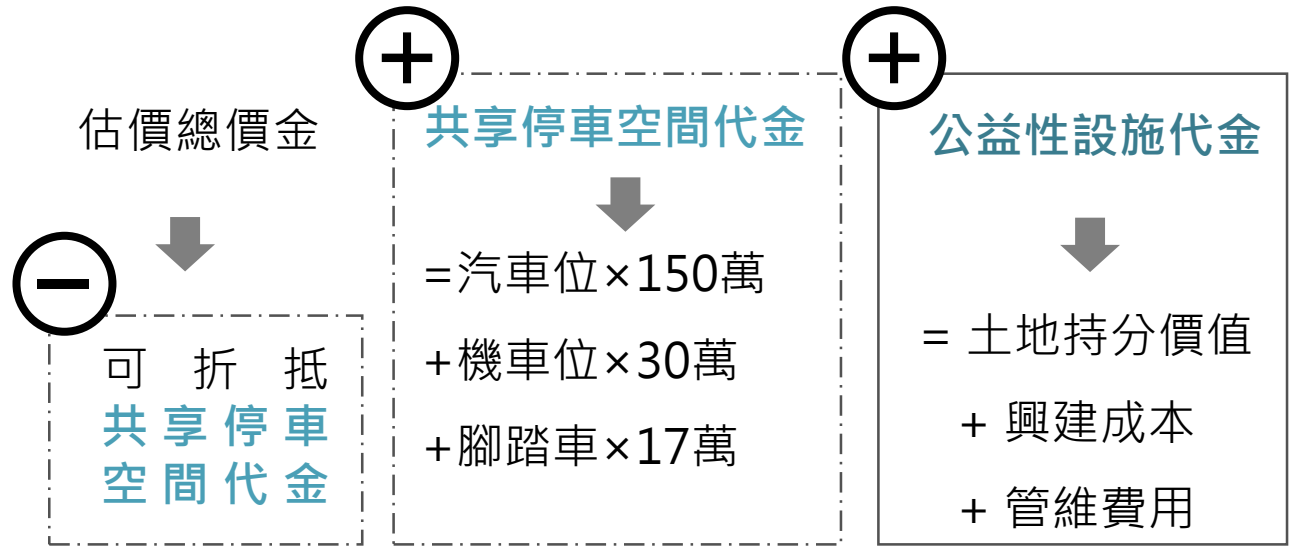 估價總價金
可折抵
共享停車
空間代金
共享停車空間代金
=汽車位×150萬
+機車位×30萬
+腳踏車×17萬
公益性設施代金
= 土地持分價值
+ 興建成本
+ 管維費用